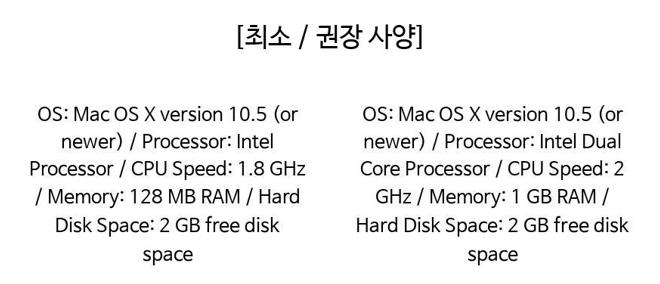 [최소 / 권장 사양]
OS: Mac OS X version 10.5 (or
newer) / Processor: Intel
Processor / CPU Speed: 1.8 GHz
/ Memory: 128 MB RAM / Hard
Disk Space: 2 GB free disk
space
OS: Mac OS X version 10.5 (or
newer) / Processor: Intel Dual
Core Processor / CPU Speed: 2
GHz / Memory: 1 GB RAM /
Hard Disk Space: 2 GB free disk
space